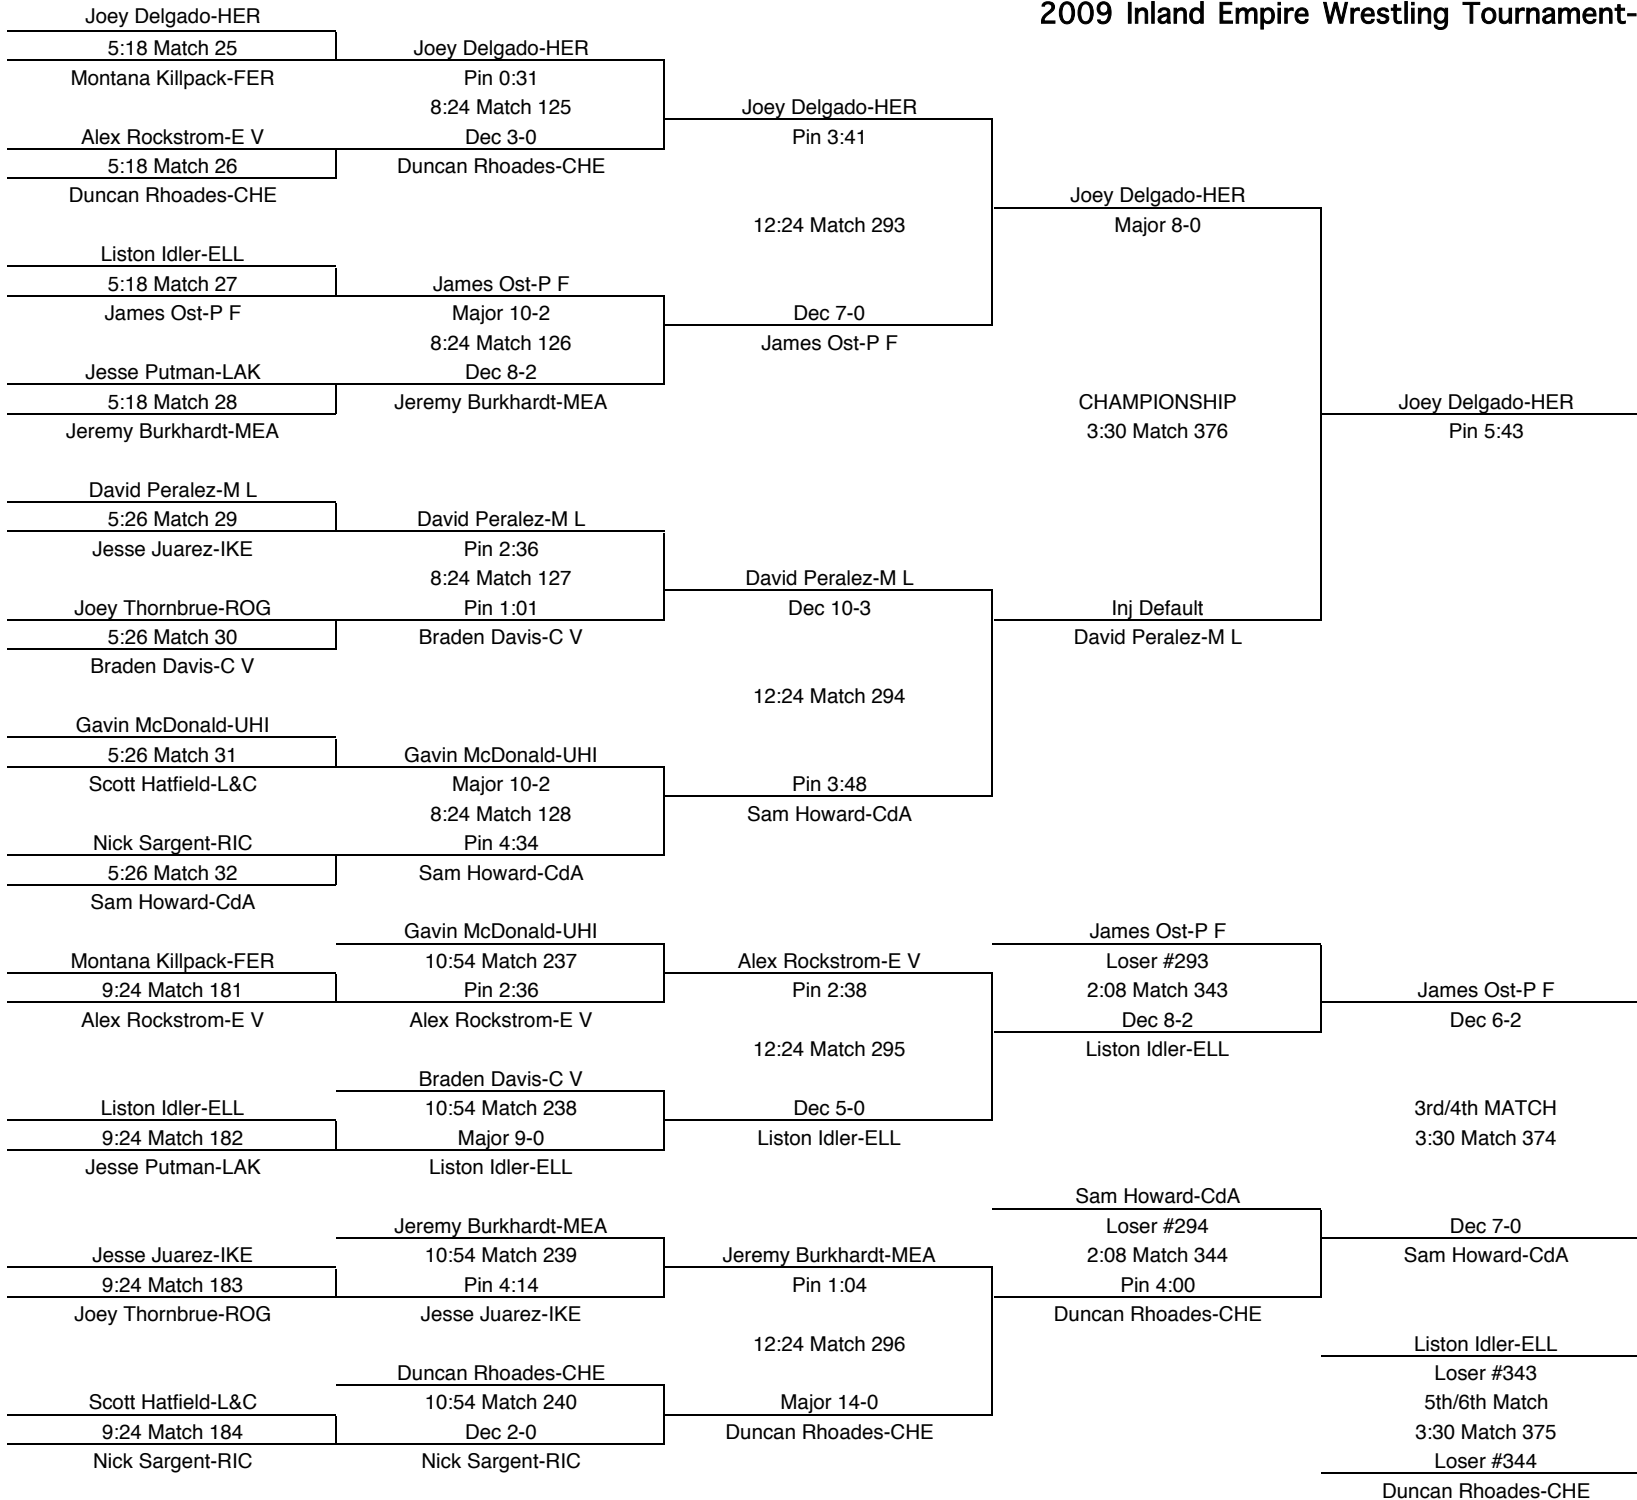 2009 Inland Empire Wrestling Tournament-
Joey Delgado-HER
5:18 Match 25
Joey Delgado-HER
Montana Killpack-FER
Pin 0:31
8:24 Match 125
Joey Delgado-HER
Alex Rockstrom-E V
Dec 3-0
Pin 3:41
5:18 Match 26
Duncan Rhoades-CHE
Duncan Rhoades-CHE
Joey Delgado-HER
12:24 Match 293
Major 8-0
Liston Idler-ELL
5:18 Match 27
James Ost-P F
James Ost-P F
Major 10-2
Dec 7-0
8:24 Match 126
James Ost-P F
Jesse Putman-LAK
Dec 8-2
5:18 Match 28
Jeremy Burkhardt-MEA
CHAMPIONSHIP
Joey Delgado-HER
Jeremy Burkhardt-MEA
3:30 Match 376
Pin 5:43
David Peralez-M L
5:26 Match 29
David Peralez-M L
Jesse Juarez-IKE
Pin 2:36
8:24 Match 127
David Peralez-M L
Joey Thornbrue-ROG
Pin 1:01
Dec 10-3
Inj Default
5:26 Match 30
Braden Davis-C V
David Peralez-M L
Braden Davis-C V
12:24 Match 294
Gavin McDonald-UHI
5:26 Match 31
Gavin McDonald-UHI
Scott Hatfield-L&C
Major 10-2
Pin 3:48
8:24 Match 128
Sam Howard-CdA
Nick Sargent-RIC
Pin 4:34
5:26 Match 32
Sam Howard-CdA
Sam Howard-CdA
Gavin McDonald-UHI
James Ost-P F
Montana Killpack-FER
10:54 Match 237
Alex Rockstrom-E V
Loser #293
9:24 Match 181
Pin 2:36
Pin 2:38
2:08 Match 343
James Ost-P F
Alex Rockstrom-E V
Alex Rockstrom-E V
Dec 8-2
Dec 6-2
12:24 Match 295
Liston Idler-ELL
Braden Davis-C V
Liston Idler-ELL
10:54 Match 238
Dec 5-0
3rd/4th MATCH
9:24 Match 182
Major 9-0
Liston Idler-ELL
3:30 Match 374
Jesse Putman-LAK
Liston Idler-ELL
Sam Howard-CdA
Jeremy Burkhardt-MEA
Loser #294
Dec 7-0
Jesse Juarez-IKE
10:54 Match 239
Jeremy Burkhardt-MEA
2:08 Match 344
Sam Howard-CdA
9:24 Match 183
Pin 4:14
Pin 1:04
Pin 4:00
Joey Thornbrue-ROG
Jesse Juarez-IKE
Duncan Rhoades-CHE
12:24 Match 296
Liston Idler-ELL
Duncan Rhoades-CHE
Loser #343
Scott Hatfield-L&C
10:54 Match 240
Major 14-0
5th/6th Match
9:24 Match 184
Dec 2-0
Duncan Rhoades-CHE
3:30 Match 375
Nick Sargent-RIC
Nick Sargent-RIC
Loser #344
Duncan Rhoades-CHE